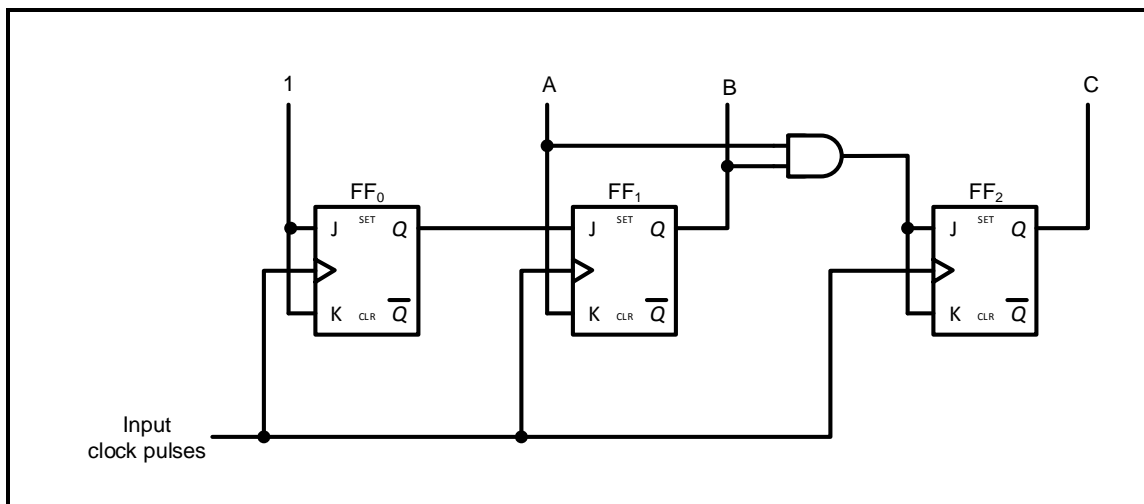 1
A
B
C
FF₀
FF₁
FF₂
J SET Q
K CLR Q̅
J SET Q
K CLR Q̅
J SET Q
K CLR Q̅
Input
clock pulses